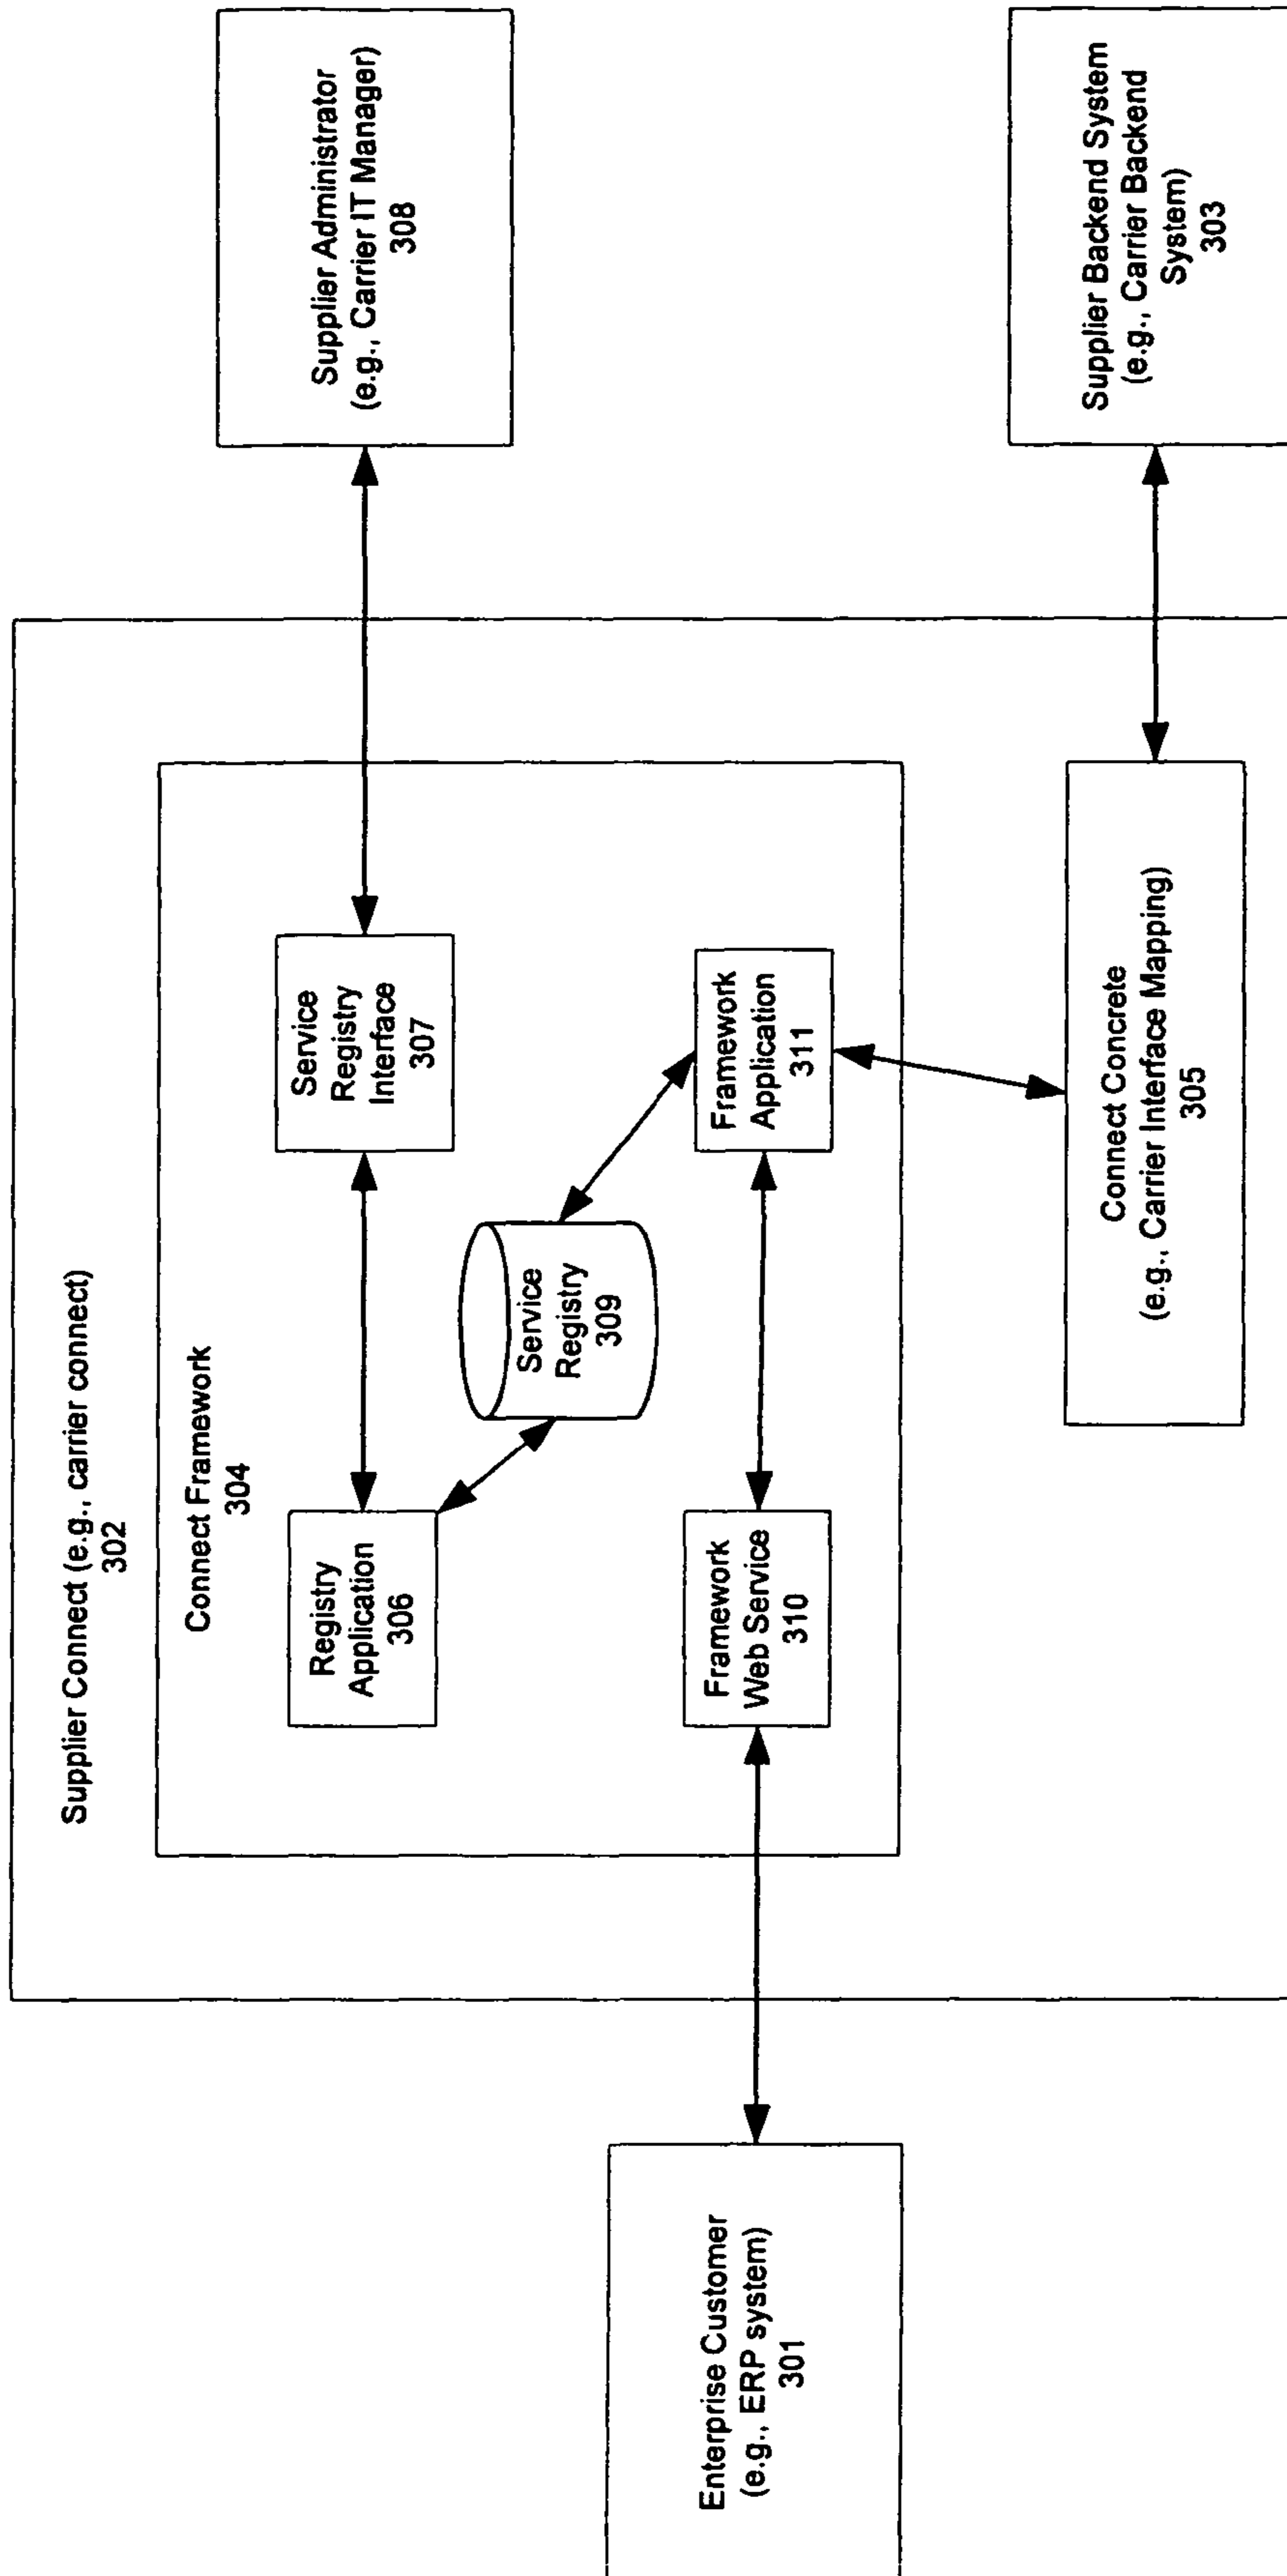 Supplier Connect (e.g., carrier connect)
302
Connect Framework
304
Registry
Application
306
Service
Registry
Interface
307
Supplier Administrator
(e.g., Carrier IT Manager)
308
Service
Registry
309
Enterprise Customer
(e.g., ERP system)
301
Framework
Web Service
310
Framework
Application
311
Connect Concrete
(e.g., Carrier Interface Mapping)
305
Supplier Backend System
(e.g., Carrier Backend
System)
303